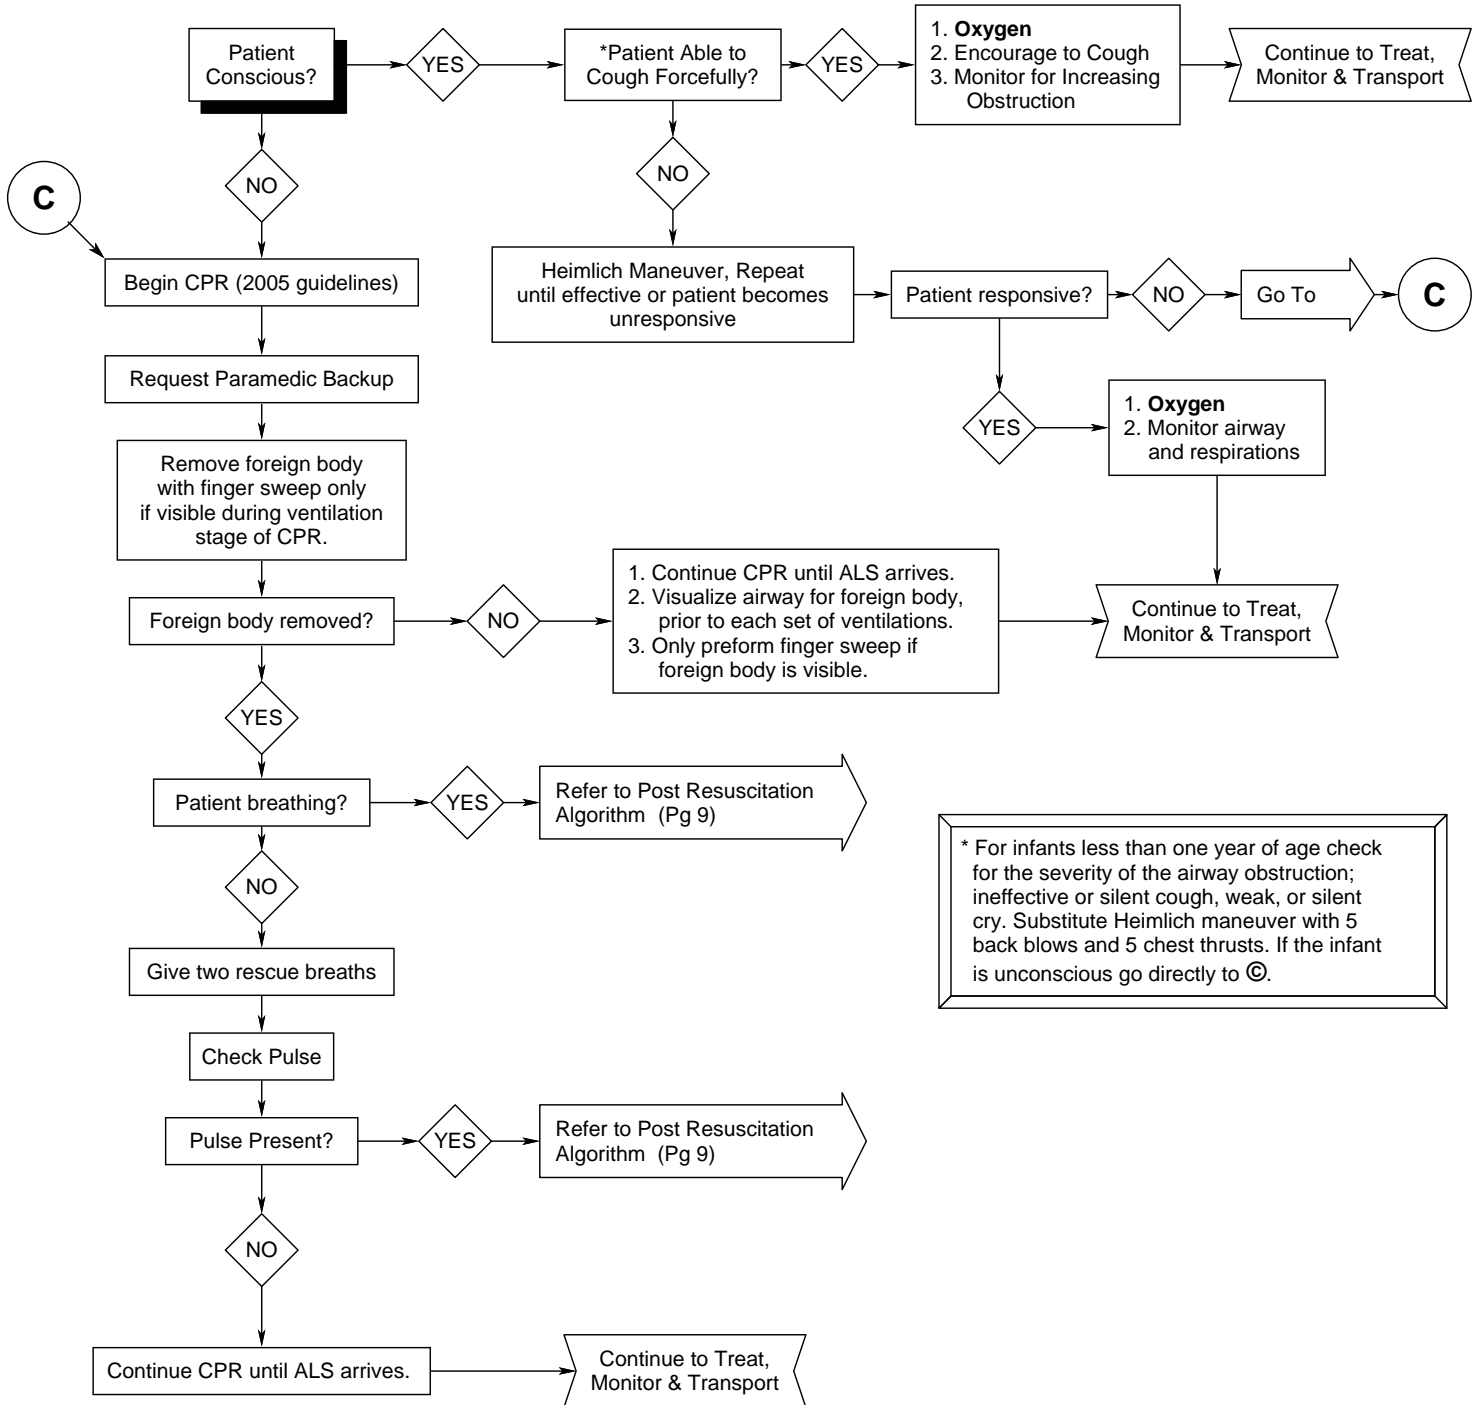 Patient
Conscious?
YES
*Patient Able to
Cough Forcefully?
YES
1. Oxygen
2. Encourage to Cough
3. Monitor for Increasing
Obstruction
Continue to Treat,
Monitor & Transport
NO
NO
C
Begin CPR (2005 guidelines)
Heimlich Maneuver, Repeat
until effective or patient becomes
unresponsive
Patient responsive?
NO
Go To
C
Request Paramedic Backup
YES
1. Oxygen
2. Monitor airway
and respirations
Remove foreign body
with finger sweep only
if visible during ventilation
stage of CPR.
Foreign body removed?
NO
1. Continue CPR until ALS arrives.
2. Visualize airway for foreign body,
prior to each set of ventilations.
3. Only preform finger sweep if
foreign body is visible.
Continue to Treat,
Monitor & Transport
YES
Patient breathing?
YES
Refer to Post Resuscitation
Algorithm (Pg 9)
* For infants less than one year of age check
for the severity of the airway obstruction;
ineffective or silent cough, weak, or silent
cry. Substitute Heimlich maneuver with 5
back blows and 5 chest thrusts. If the infant
is unconscious go directly to ©.
NO
Give two rescue breaths
Check Pulse
Pulse Present?
YES
Refer to Post Resuscitation
Algorithm (Pg 9)
NO
Continue CPR until ALS arrives.
Continue to Treat,
Monitor & Transport